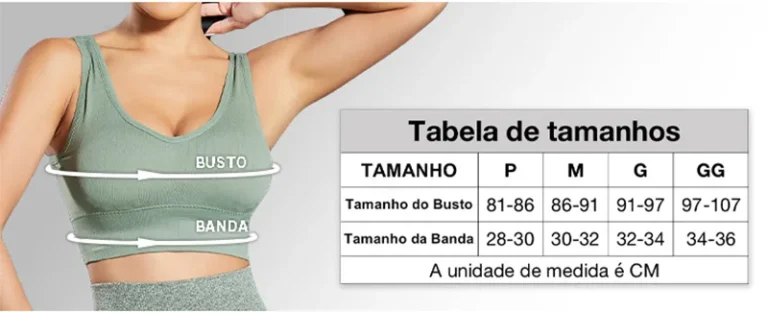 BUSTO
BANDA
Tabela de tamanhos
TAMANHO P M G GG
Tamanho do Busto 81-86 86-91 91-97 97-107
Tamanho da Banda 28-30 30-32 32-34 34-36
A unidade de medida é CM